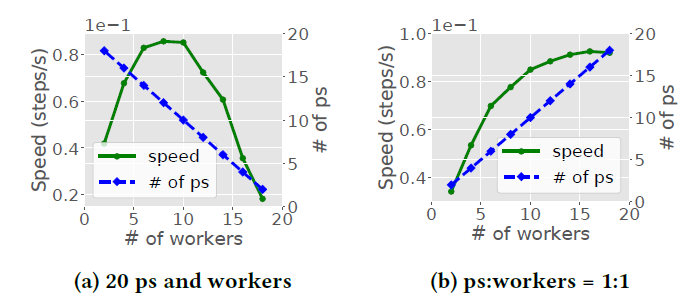 1e−1
Speed (steps/s)
0.8
0.6
0.4
0.2
20
15
10
5
0
# of ps
speed
# of ps
0 5 10 15 20
# of workers
(a) 20 ps and workers
1e−1
Speed (steps/s)
1.0
0.8
0.6
0.4
20
15
10
5
0
# of ps
speed
# of ps
0 5 10 15 20
# of workers
(b) ps:workers = 1:1